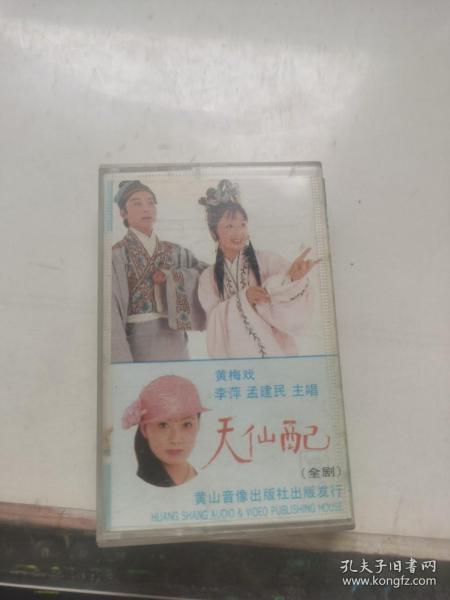 黄梅戏
李萍 孟建民 主唱
天仙配
（全剧）
黄山音像出版社出版发行
HUANG SHANG AUDIO & VIDEO PUBLISHING HOUSE
孔夫子旧书网
www.kongfz.com